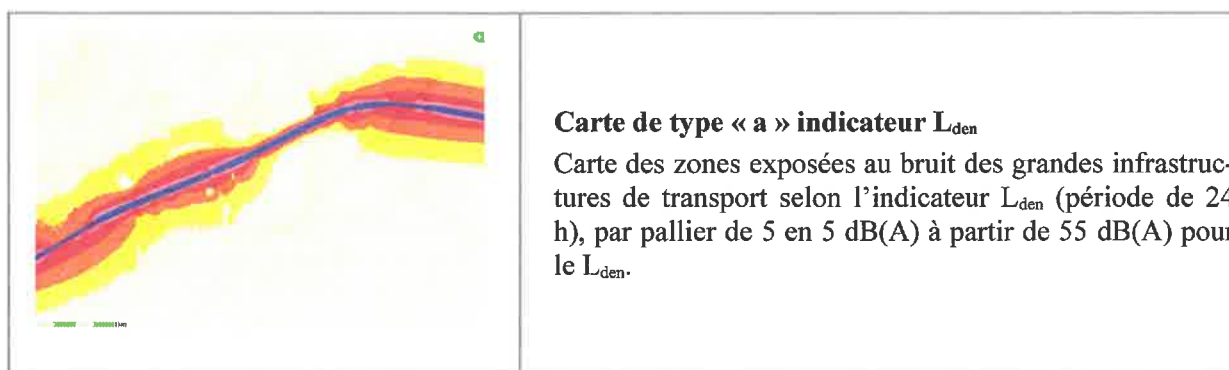 Carte de type « a » indicateur Lden
Carte des zones exposées au bruit des grandes infrastruc-
tures de transport selon l'indicateur Lden (période de 24
h), par pallier de 5 en 5 dB(A) à partir de 55 dB(A) pour
le Lden.